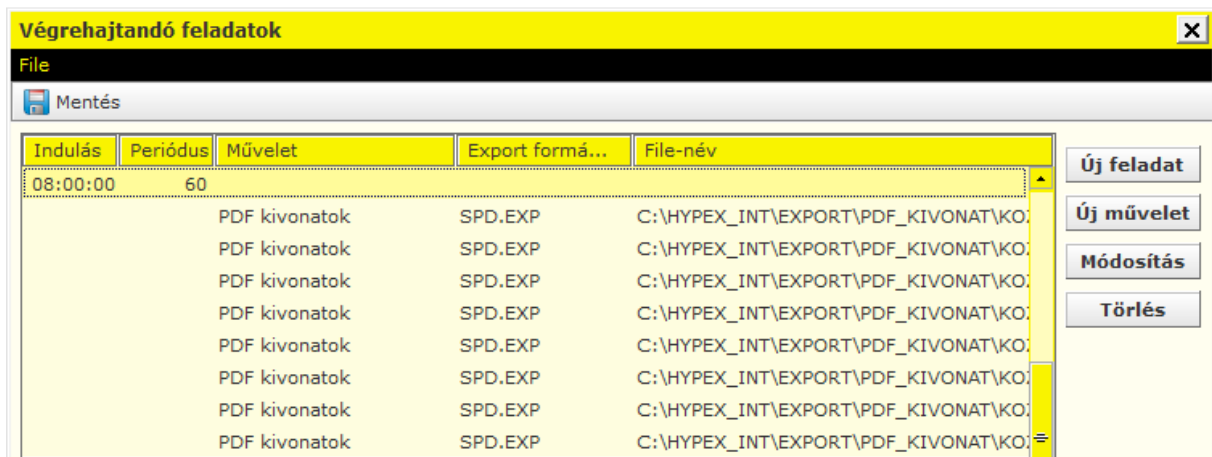 Végrehajtandó feladatok
File
Mentés
Indulás Periódus Művelet Export formá... File-név
08:00:00 60
PDF kivonatok SPD.EXP C:\HYPEX_INT\EXPORT\PDF_KIVONAT\KO
PDF kivonatok SPD.EXP C:\HYPEX_INT\EXPORT\PDF_KIVONAT\KO
PDF kivonatok SPD.EXP C:\HYPEX_INT\EXPORT\PDF_KIVONAT\KO
PDF kivonatok SPD.EXP C:\HYPEX_INT\EXPORT\PDF_KIVONAT\KO
PDF kivonatok SPD.EXP C:\HYPEX_INT\EXPORT\PDF_KIVONAT\KO
PDF kivonatok SPD.EXP C:\HYPEX_INT\EXPORT\PDF_KIVONAT\KO
PDF kivonatok SPD.EXP C:\HYPEX_INT\EXPORT\PDF_KIVONAT\KO
PDF kivonatok SPD.EXP C:\HYPEX_INT\EXPORT\PDF_KIVONAT\KO
Új feladat
Új művelet
Módosítás
Törlés